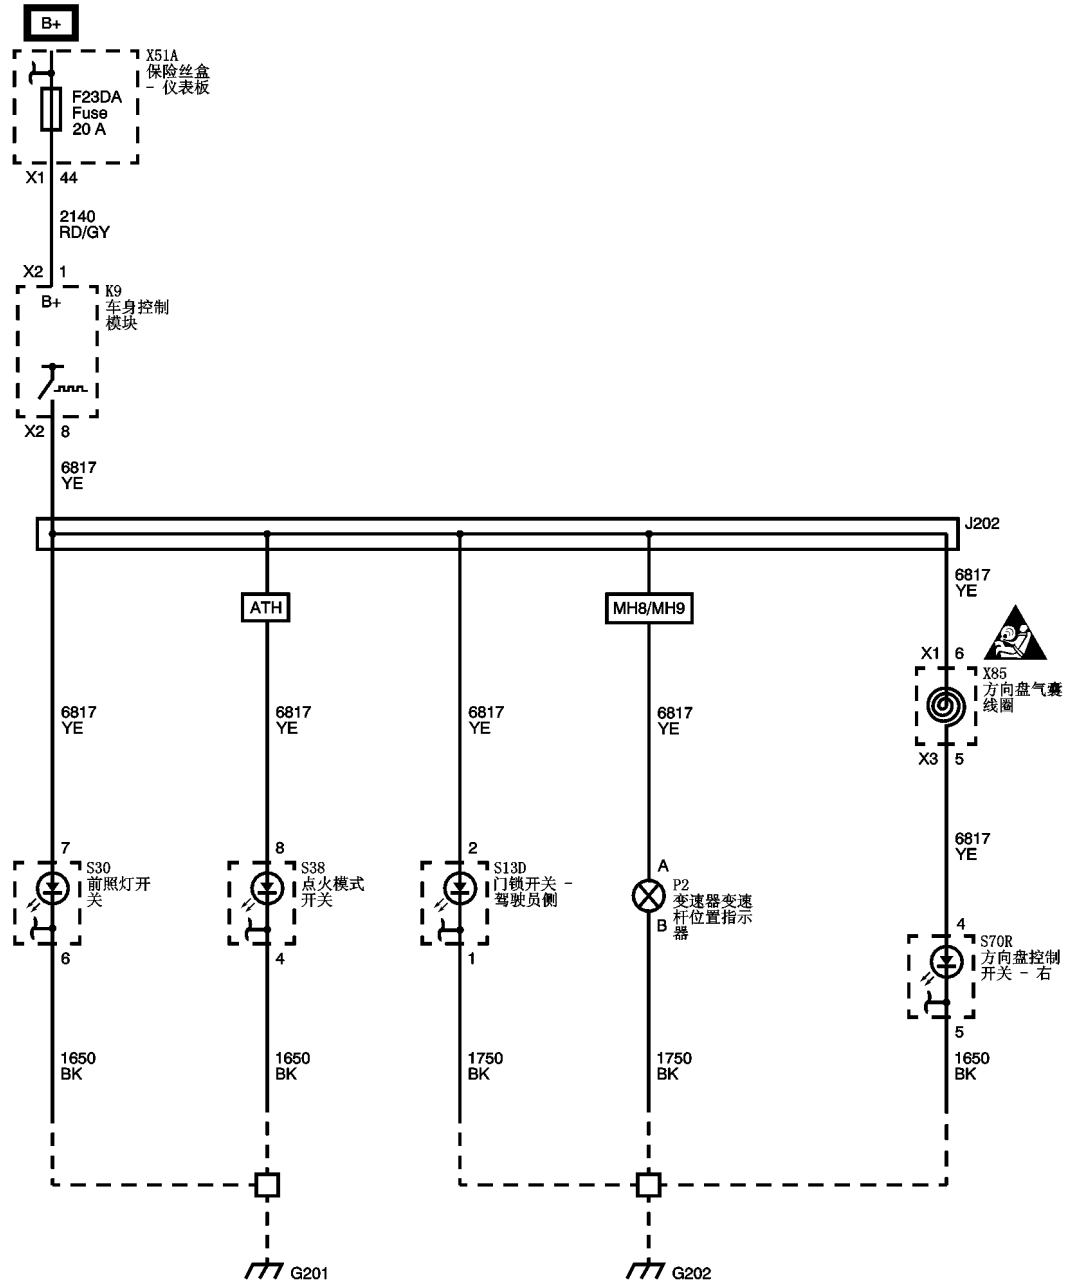 B+
X51A
保险丝盒
- 仪表板
F23DA
Fuse
20 A
X1 44
2140
RD/GY
X2 1
B+
K9
车身控制
模块
X2 8
6817
YE
J202
6817
YE
ATH
MH8/MH9
X1 6
X85
方向盘气囊
线圈
6817
YE
6817
YE
6817
YE
6817
YE
X3 5
6817
YE
7
S30
前照灯开
关
6
8
S38
点火模式
开关
4
2
S13D
门锁开关 -
驾驶员侧
1
A
P2
变速器变速
杆位置指示
器
B
4
S70R
方向盘控制
开关 - 右
5
1650
BK
1650
BK
1750
BK
1750
BK
1650
BK
G201
G202